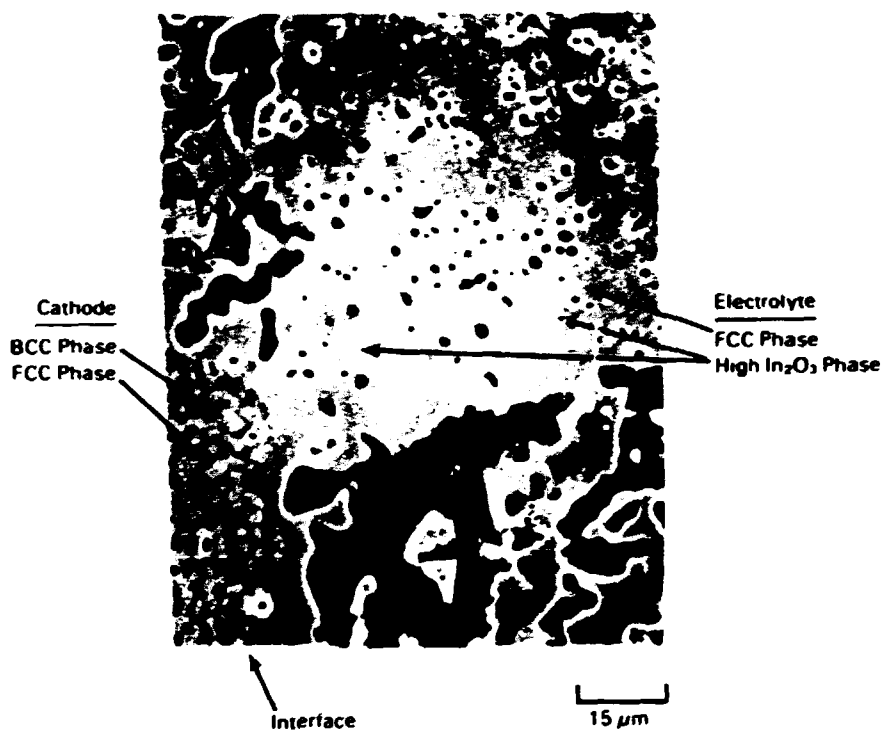 Cathode
BCC Phase
FCC Phase
Electrolyte
FCC Phase
High In₂O₃ Phase
Interface
15 μm